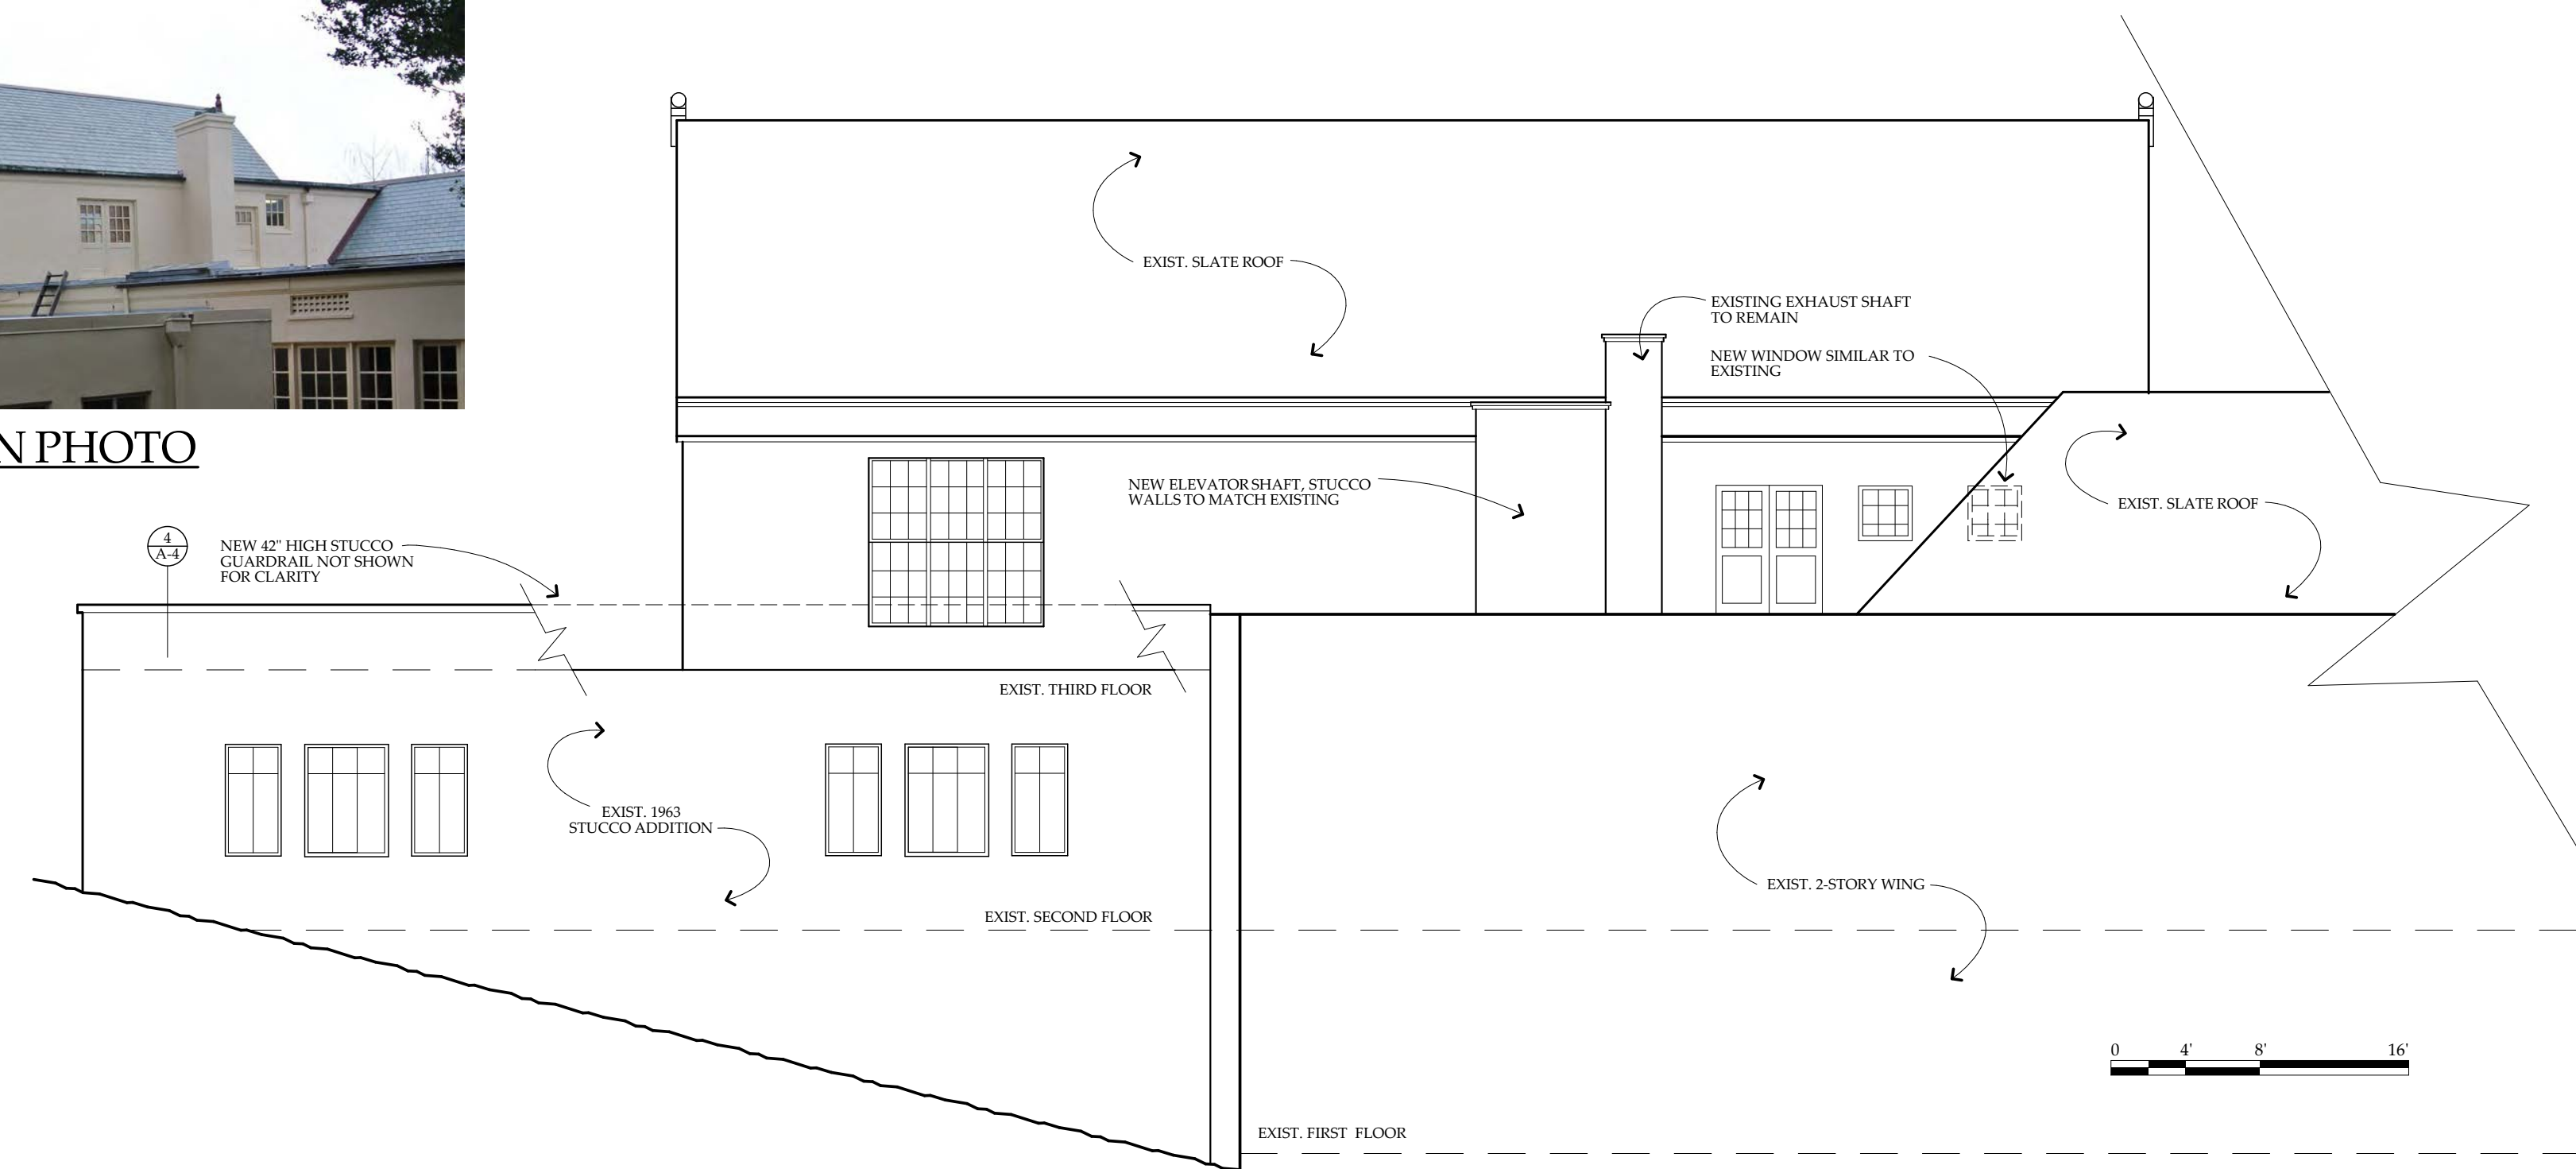 N PHOTO
EXIST. SLATE ROOF
EXISTING EXHAUST SHAFT
TO REMAIN
NEW WINDOW SIMILAR TO
EXISTING
NEW ELEVATOR SHAFT, STUCCO
WALLS TO MATCH EXISTING
EXIST. SLATE ROOF
4
A-4
NEW 42" HIGH STUCCO
GUARDRAIL NOT SHOWN
FOR CLARITY
EXIST. THIRD FLOOR
EXIST. 1963
STUCCO ADDITION
EXIST. 2-STORY WING
EXIST. SECOND FLOOR
0 4' 8' 16'
EXIST. FIRST FLOOR